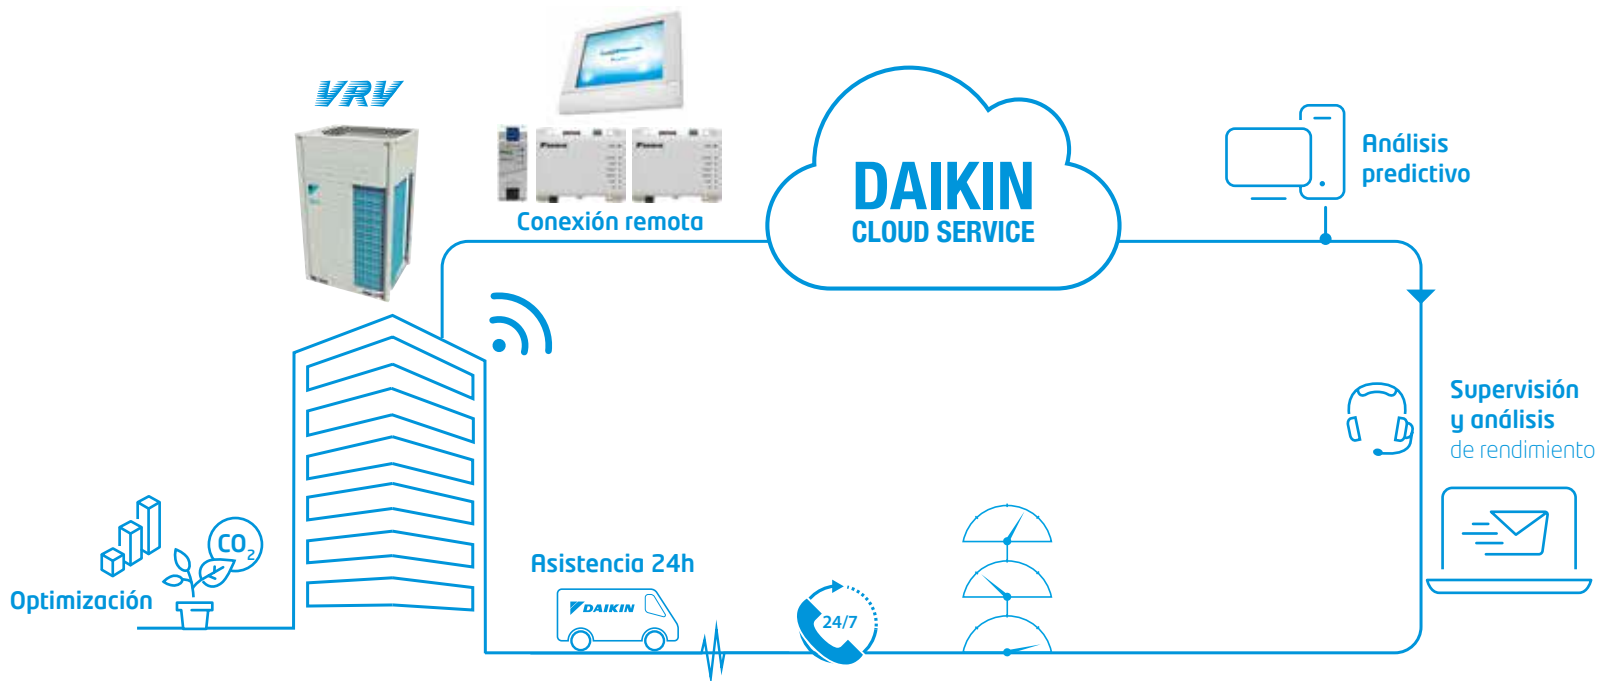 VRV
Conexión remota
DAIKIN
CLOUD SERVICE
Análisis
predictivo
Supervisión
y análisis
de rendimiento
CO₂
Optimización
Asistencia 24h
DAIKIN
24/7